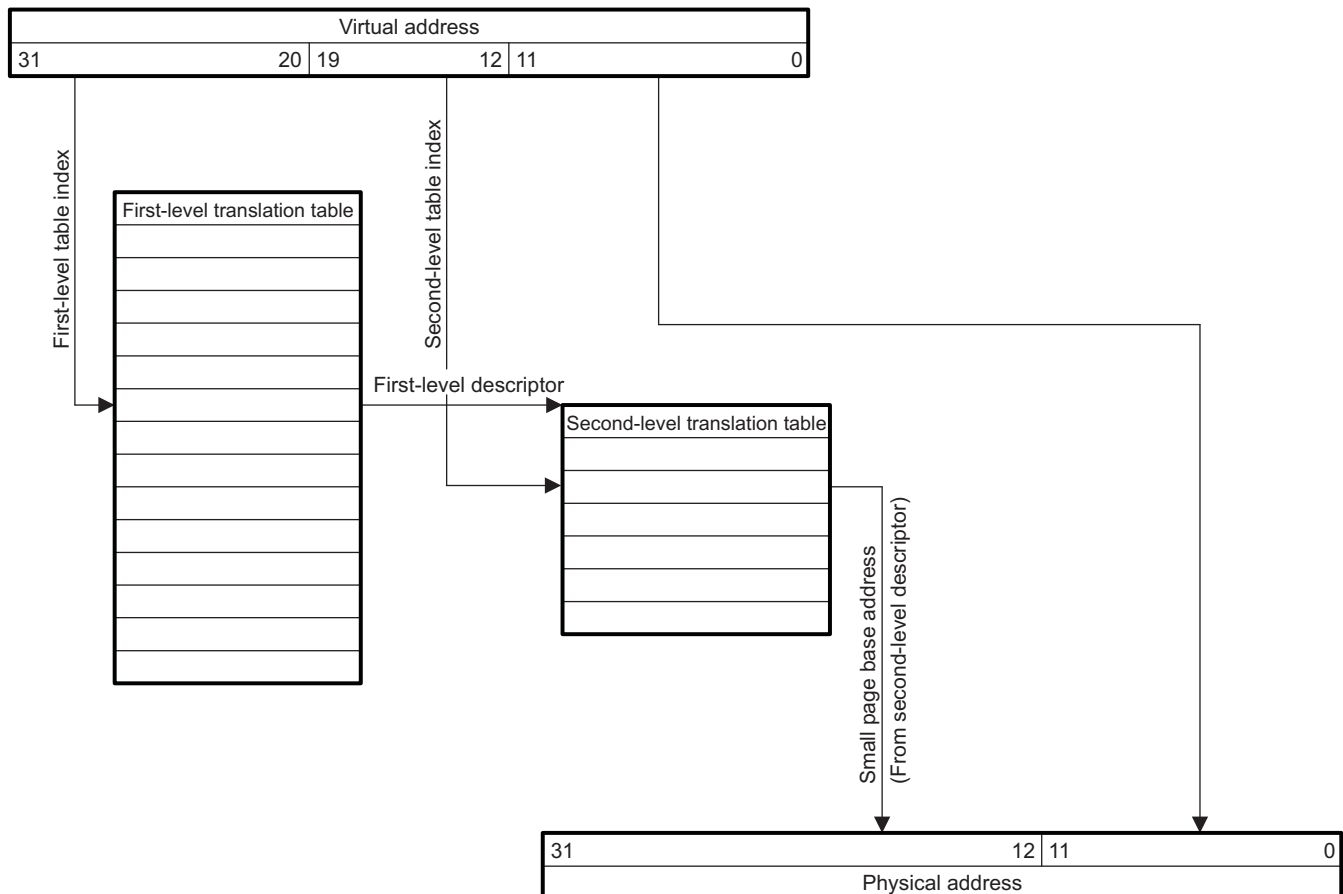 Virtual address
31 20 19 12 11 0
First-level table index
Second-level table index
First-level translation table
First-level descriptor
Second-level translation table
Small page base address
(From second-level descriptor)
31 12 11 0
Physical address